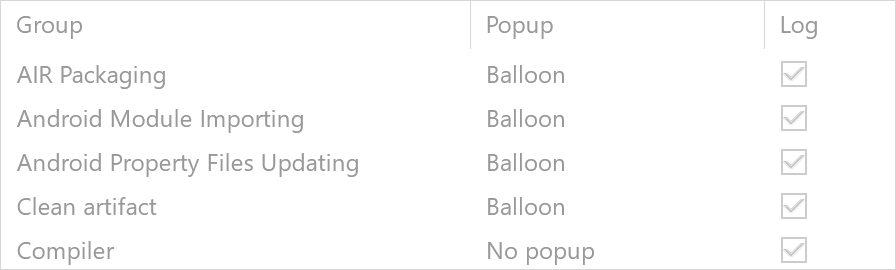 Group Popup Log
AIR Packaging Balloon
Android Module Importing Balloon
Android Property Files Updating Balloon
Clean artifact Balloon
Compiler No popup